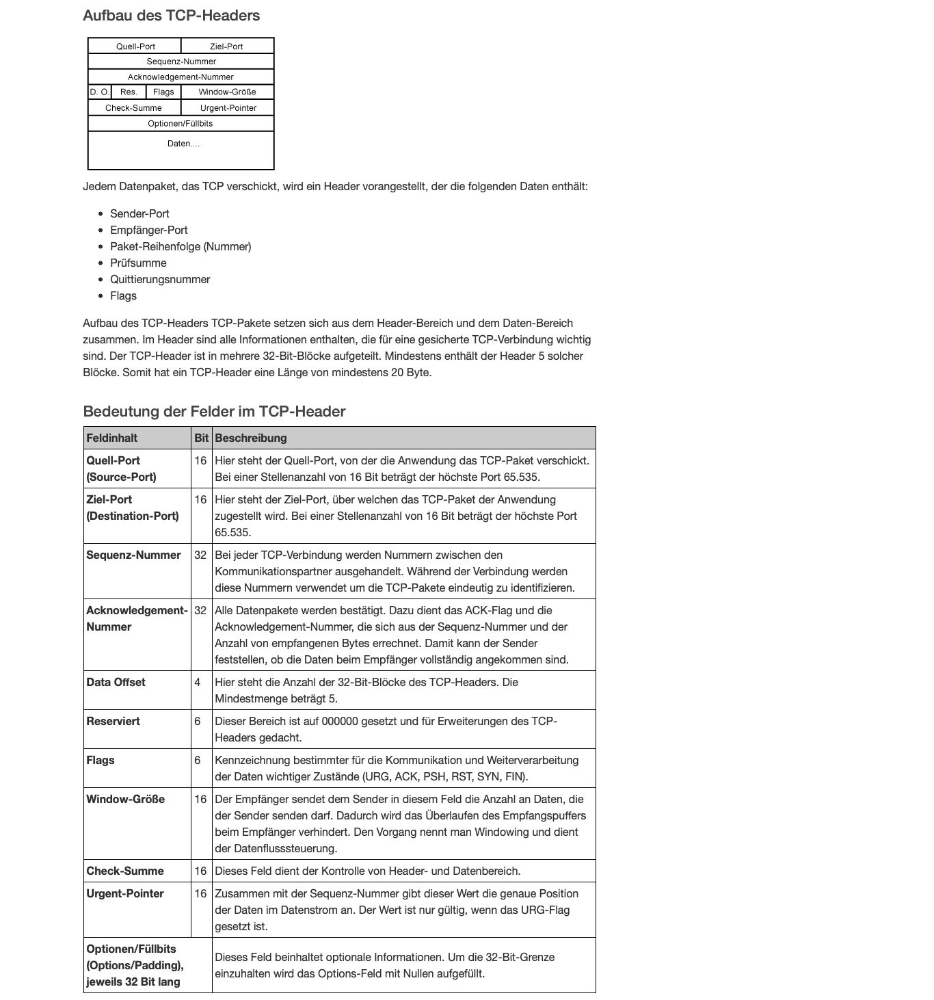 Aufbau des TCP-Headers
Quell-Port Ziel-Port
Sequenz-Nummer
Acknowledgement-Nummer
D. O. Res. Flags Window-Größe
Check-Summe Urgent-Pointer
Optionen/Füllbits
Daten....
Jedem Datenpaket, das TCP verschickt, wird ein Header vorangestellt, der die folgenden Daten enthält:
• Sender-Port
• Empfänger-Port
• Paket-Reihenfolge (Nummer)
• Prüfsumme
• Quittierungsnummer
• Flags
Aufbau des TCP-Headers TCP-Pakete setzen sich aus dem Header-Bereich und dem Daten-Bereich
zusammen. Im Header sind alle Informationen enthalten, die für eine gesicherte TCP-Verbindung wichtig
sind. Der TCP-Header ist in mehrere 32-Bit-Blöcke aufgeteilt. Mindestens enthält der Header 5 solcher
Blöcke. Somit hat ein TCP-Header eine Länge von mindestens 20 Byte.
Bedeutung der Felder im TCP-Header
Feldinhalt Bit Beschreibung
Quell-Port 16 Hier steht der Quell-Port, von der die Anwendung das TCP-Paket verschickt.
(Source-Port) Bei einer Stellenanzahl von 16 Bit beträgt der höchste Port 65.535.
Ziel-Port 16 Hier steht der Ziel-Port, über welchen das TCP-Paket der Anwendung
(Destination-Port) zugestellt wird. Bei einer Stellenanzahl von 16 Bit beträgt der höchste Port
65.535.
Sequenz-Nummer 32 Bei jeder TCP-Verbindung werden Nummern zwischen den
Kommunikationspartner ausgehandelt. Während der Verbindung werden
diese Nummern verwendet um die TCP-Pakete eindeutig zu identifizieren.
Acknowledgement- 32 Alle Datenpakete werden bestätigt. Dazu dient das ACK-Flag und die
Nummer Acknowledgement-Nummer, die sich aus der Sequenz-Nummer und der
Anzahl von empfangenen Bytes errechnet. Damit kann der Sender
feststellen, ob die Daten beim Empfänger vollständig angekommen sind.
Data Offset 4 Hier steht die Anzahl der 32-Bit-Blöcke des TCP-Headers. Die
Mindestmenge beträgt 5.
Reserviert 6 Dieser Bereich ist auf 000000 gesetzt und für Erweiterungen des TCP-
Headers gedacht.
Flags 6 Kennzeichnung bestimmter für die Kommunikation und Weiterverarbeitung
der Daten wichtiger Zustände (URG, ACK, PSH, RST, SYN, FIN).
Window-Größe 16 Der Empfänger sendet dem Sender in diesem Feld die Anzahl an Daten, die
der Sender senden darf. Dadurch wird das Überlaufen des Empfangspuffers
beim Empfänger verhindert. Den Vorgang nennt man Windowing und dient
der Datenflusssteuerung.
Check-Summe 16 Dieses Feld dient der Kontrolle von Header- und Datenbereich.
Urgent-Pointer 16 Zusammen mit der Sequenz-Nummer gibt dieser Wert die genaue Position
der Daten im Datenstrom an. Der Wert ist nur gültig, wenn das URG-Flag
gesetzt ist.
Optionen/Füllbits
(Options/Padding),
jeweils 32 Bit lang
Dieses Feld beinhaltet optionale Informationen. Um die 32-Bit-Grenze
einzuhalten wird das Options-Feld mit Nullen aufgefüllt.